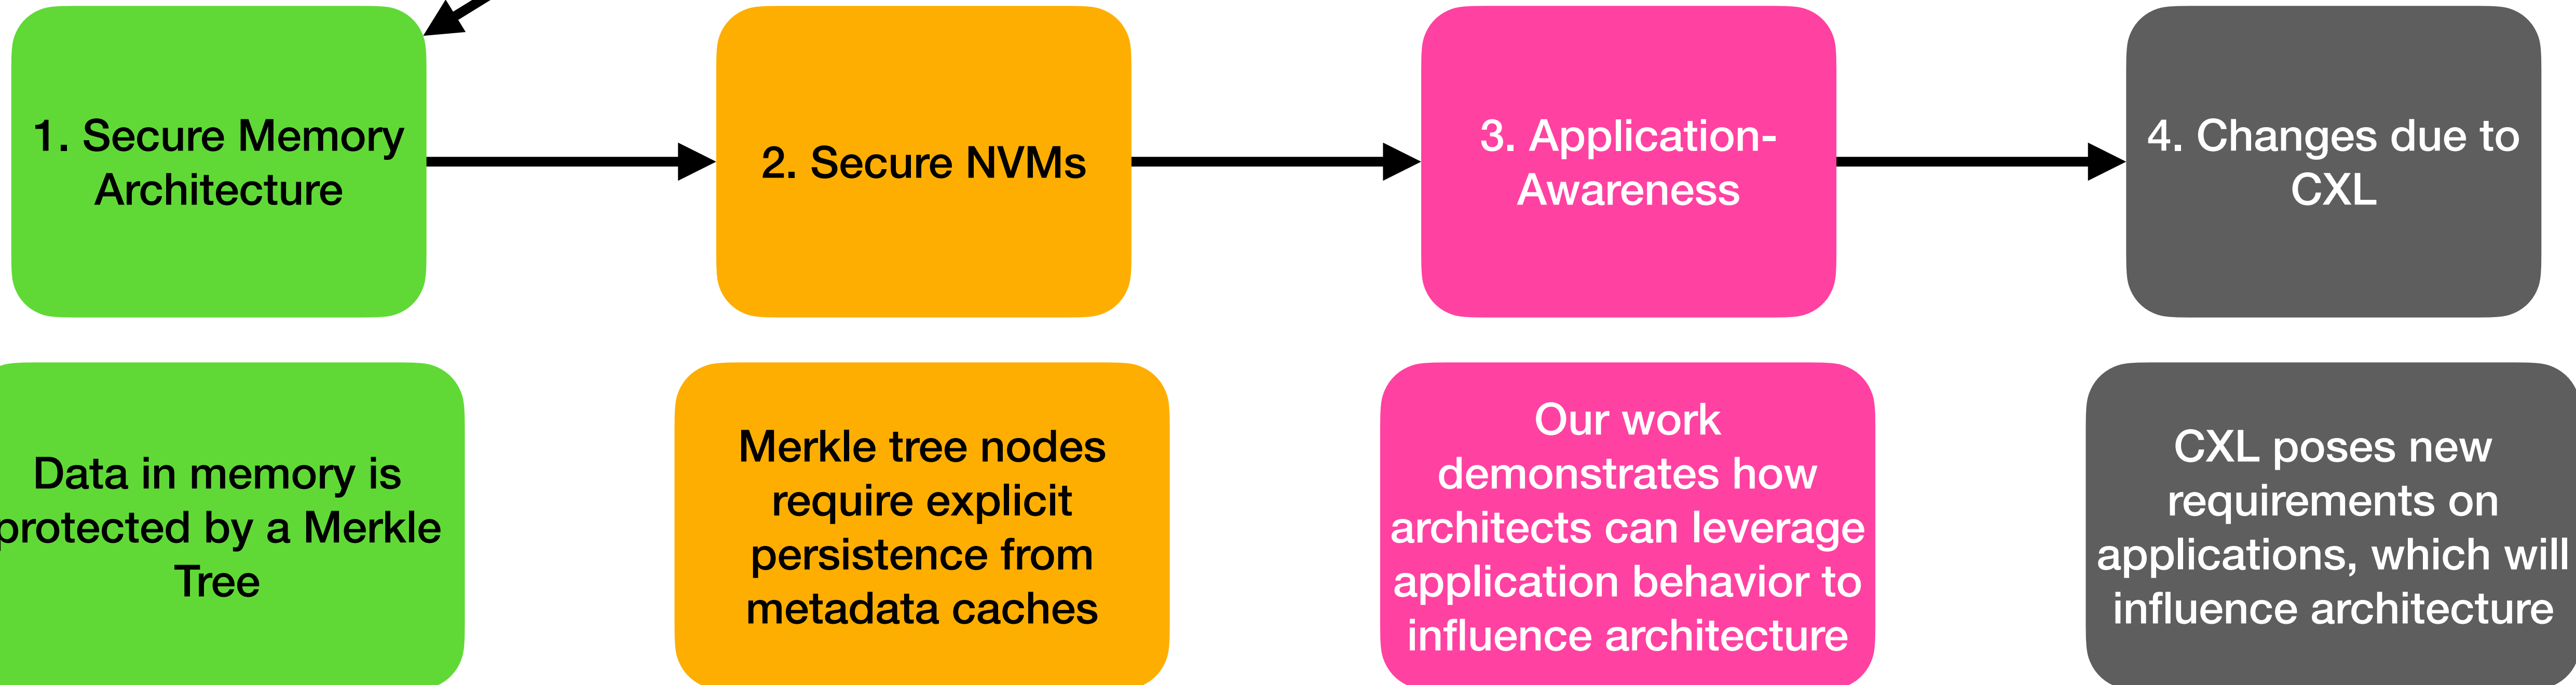 1. Secure Memory
Architecture
2. Secure NVMs
3. Application-
Awareness
4. Changes due to
CXL
Data in memory is
protected by a Merkle
Tree
Merkle tree nodes
require explicit
persistence from
metadata caches
Our work
demonstrates how
architects can leverage
application behavior to
influence architecture
CXL poses new
requirements on
applications, which will
influence architecture